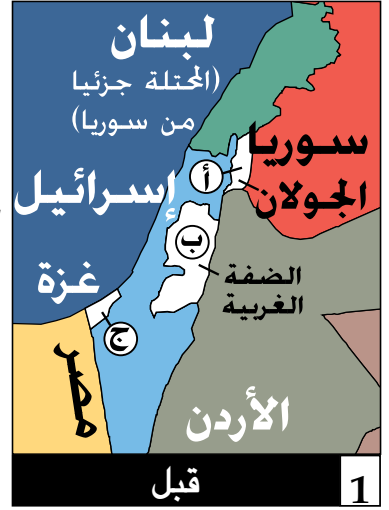 لبنان
(المحتلة جزئيا
من سوريا)
سوريا
أ
إسرائيل
الجولان
ب
غزة
الضفة
الغربية
ج
مصر
الأردن
قبل
1